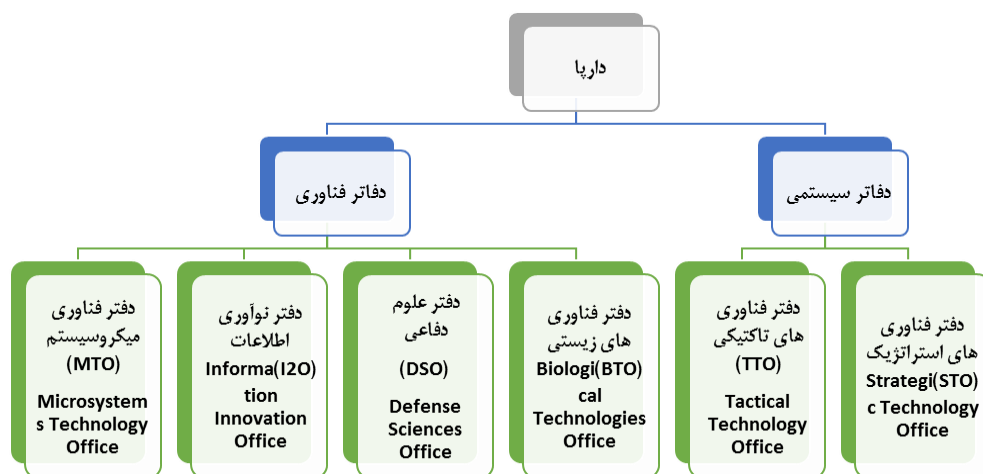 دارپا
دفاتر سیستمی
دفاتر فناوری
دفتر فناوری
های استراتژیک
Strategi(STO)
c Technology
Office
دفتر فناوری
های تاکتیکی
(TTO)
Tactical
Technology
Office
دفتر فناوری
های زیستی
Biologi(BTO)
cal
Technologies
Office
دفتر علوم
دفاعی
(DSO)
Defense
Sciences
Office
دفتر نوآوری
اطلاعات
Informa(I2O)
tion
Innovation
Office
دفتر فناوری
میکروسیستم
(MTO)
Microsystem
s Technology
Office